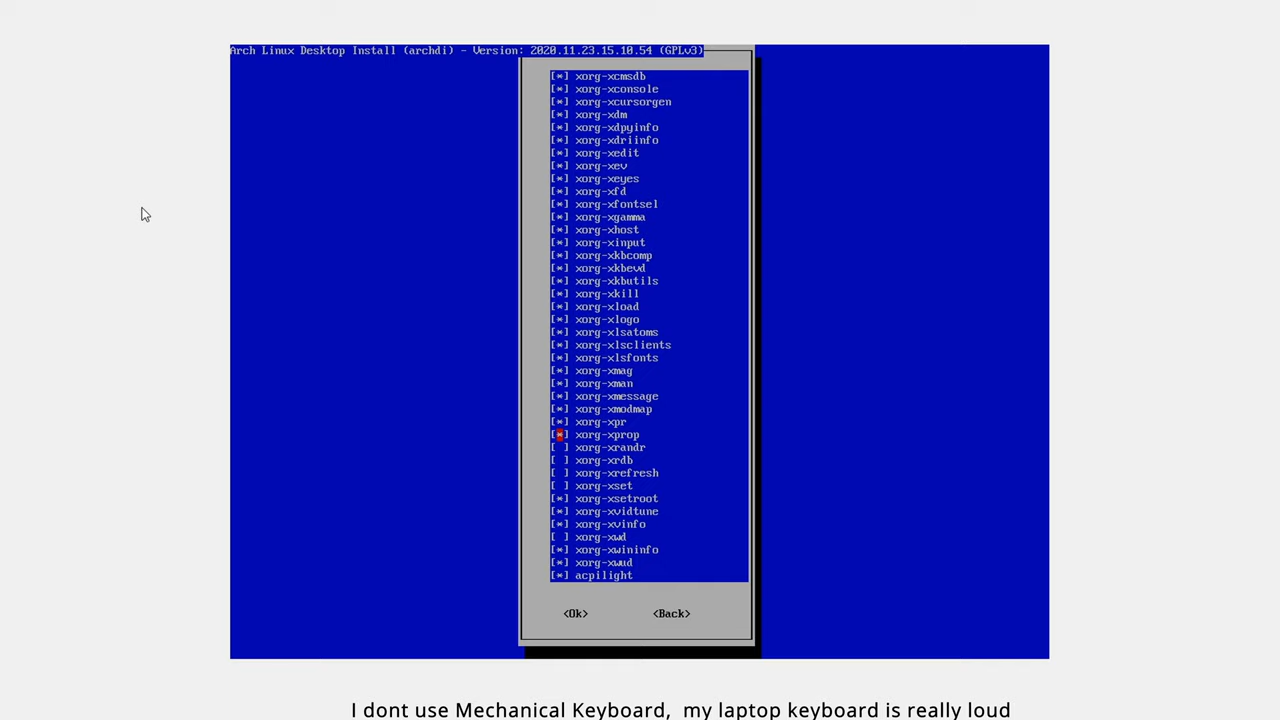 Arch Linux Desktop Install (archdi) - Version: 2020.11.23.15.10.54 (GPLv3)
[*] xorg-xcmsdb
[*] xorg-xconsole
[*] xorg-xcursorgen
[*] xorg-xdm
[*] xorg-xdpyinfo
[*] xorg-xdriinfo
[*] xorg-xedit
[*] xorg-xev
[*] xorg-xeyes
[*] xorg-xfd
[*] xorg-xfontsel
[*] xorg-xgamma
[*] xorg-xhost
[*] xorg-xinput
[*] xorg-xkbcomp
[*] xorg-xkbevd
[*] xorg-xkbutils
[*] xorg-xkill
[*] xorg-xload
[*] xorg-xlogo
[*] xorg-xlsatoms
[*] xorg-xlsclients
[*] xorg-xlsfonts
[*] xorg-xmag
[*] xorg-xman
[*] xorg-xmessage
[*] xorg-xmodmap
[*] xorg-xpr
[*] xorg-xprop
[ ] xorg-xrandr
[ ] xorg-xrdb
[ ] xorg-xrefresh
[ ] xorg-xset
[*] xorg-xsetroot
[*] xorg-xvidtune
[*] xorg-xvinfo
[ ] xorg-xwd
[*] xorg-xwininfo
[*] xorg-xwud
[*] acpilight
<Ok> <Back>
I dont use Mechanical Keyboard, my laptop keyboard is really loud